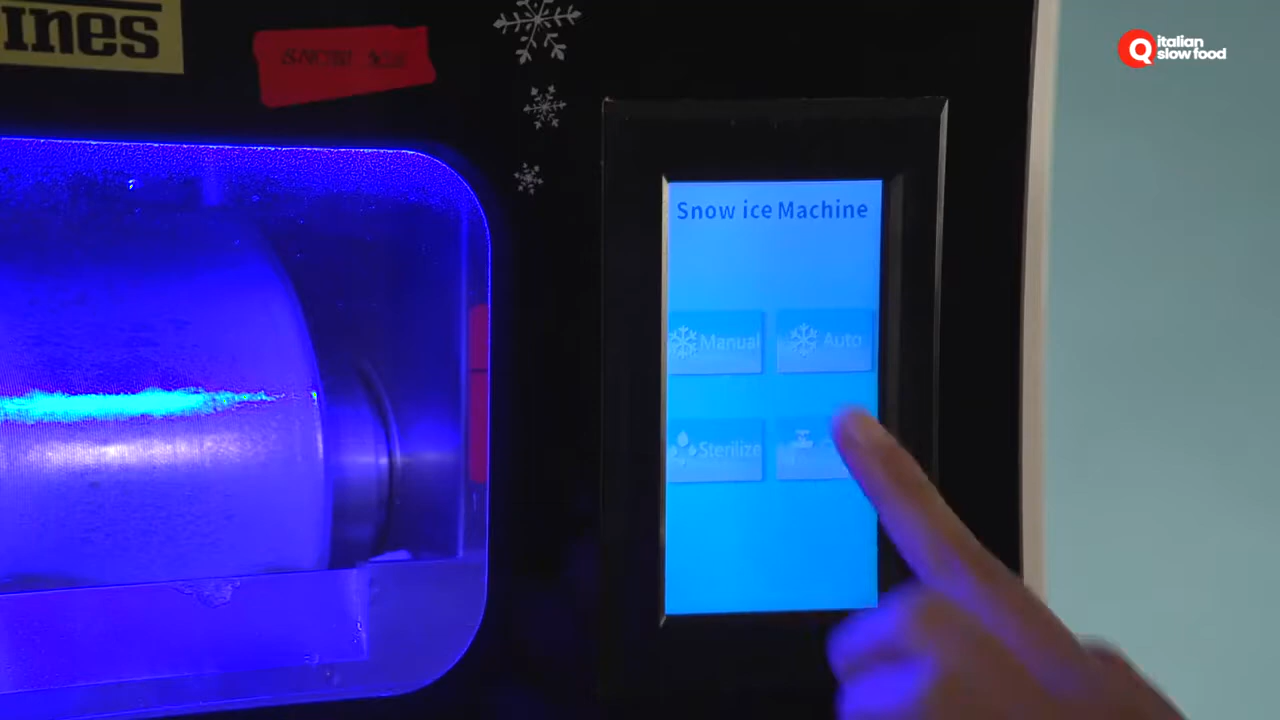 ines
italian
slow food
Snow ice Machine
Manual
Auto
Sterilize